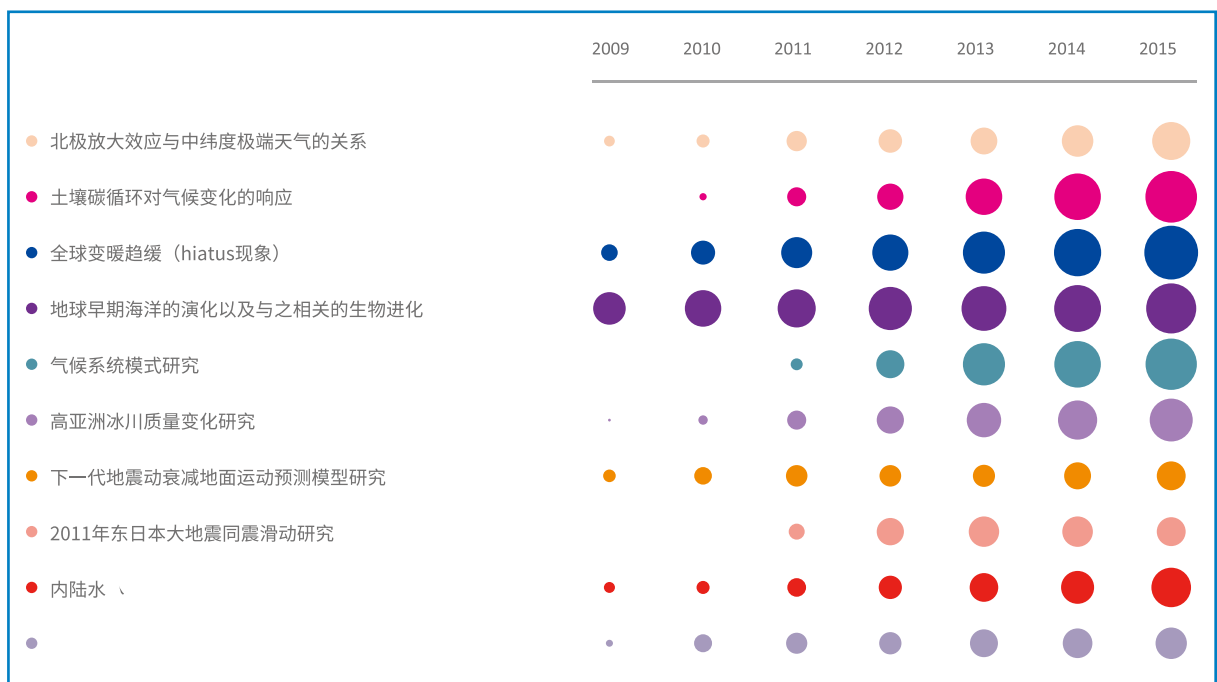 2009 2010 2011 2012 2013 2014 2015
北极放大效应与中纬度极端天气的关系
土壤碳循环对气候变化的响应
全球变暖趋缓（hiatus现象）
地球早期海洋的演化以及与之相关的生物进化
气候系统模式研究
高亚洲冰川质量变化研究
下一代地震动衰减地面运动预测模型研究
2011年东日本大地震同震滑动研究
内陆水